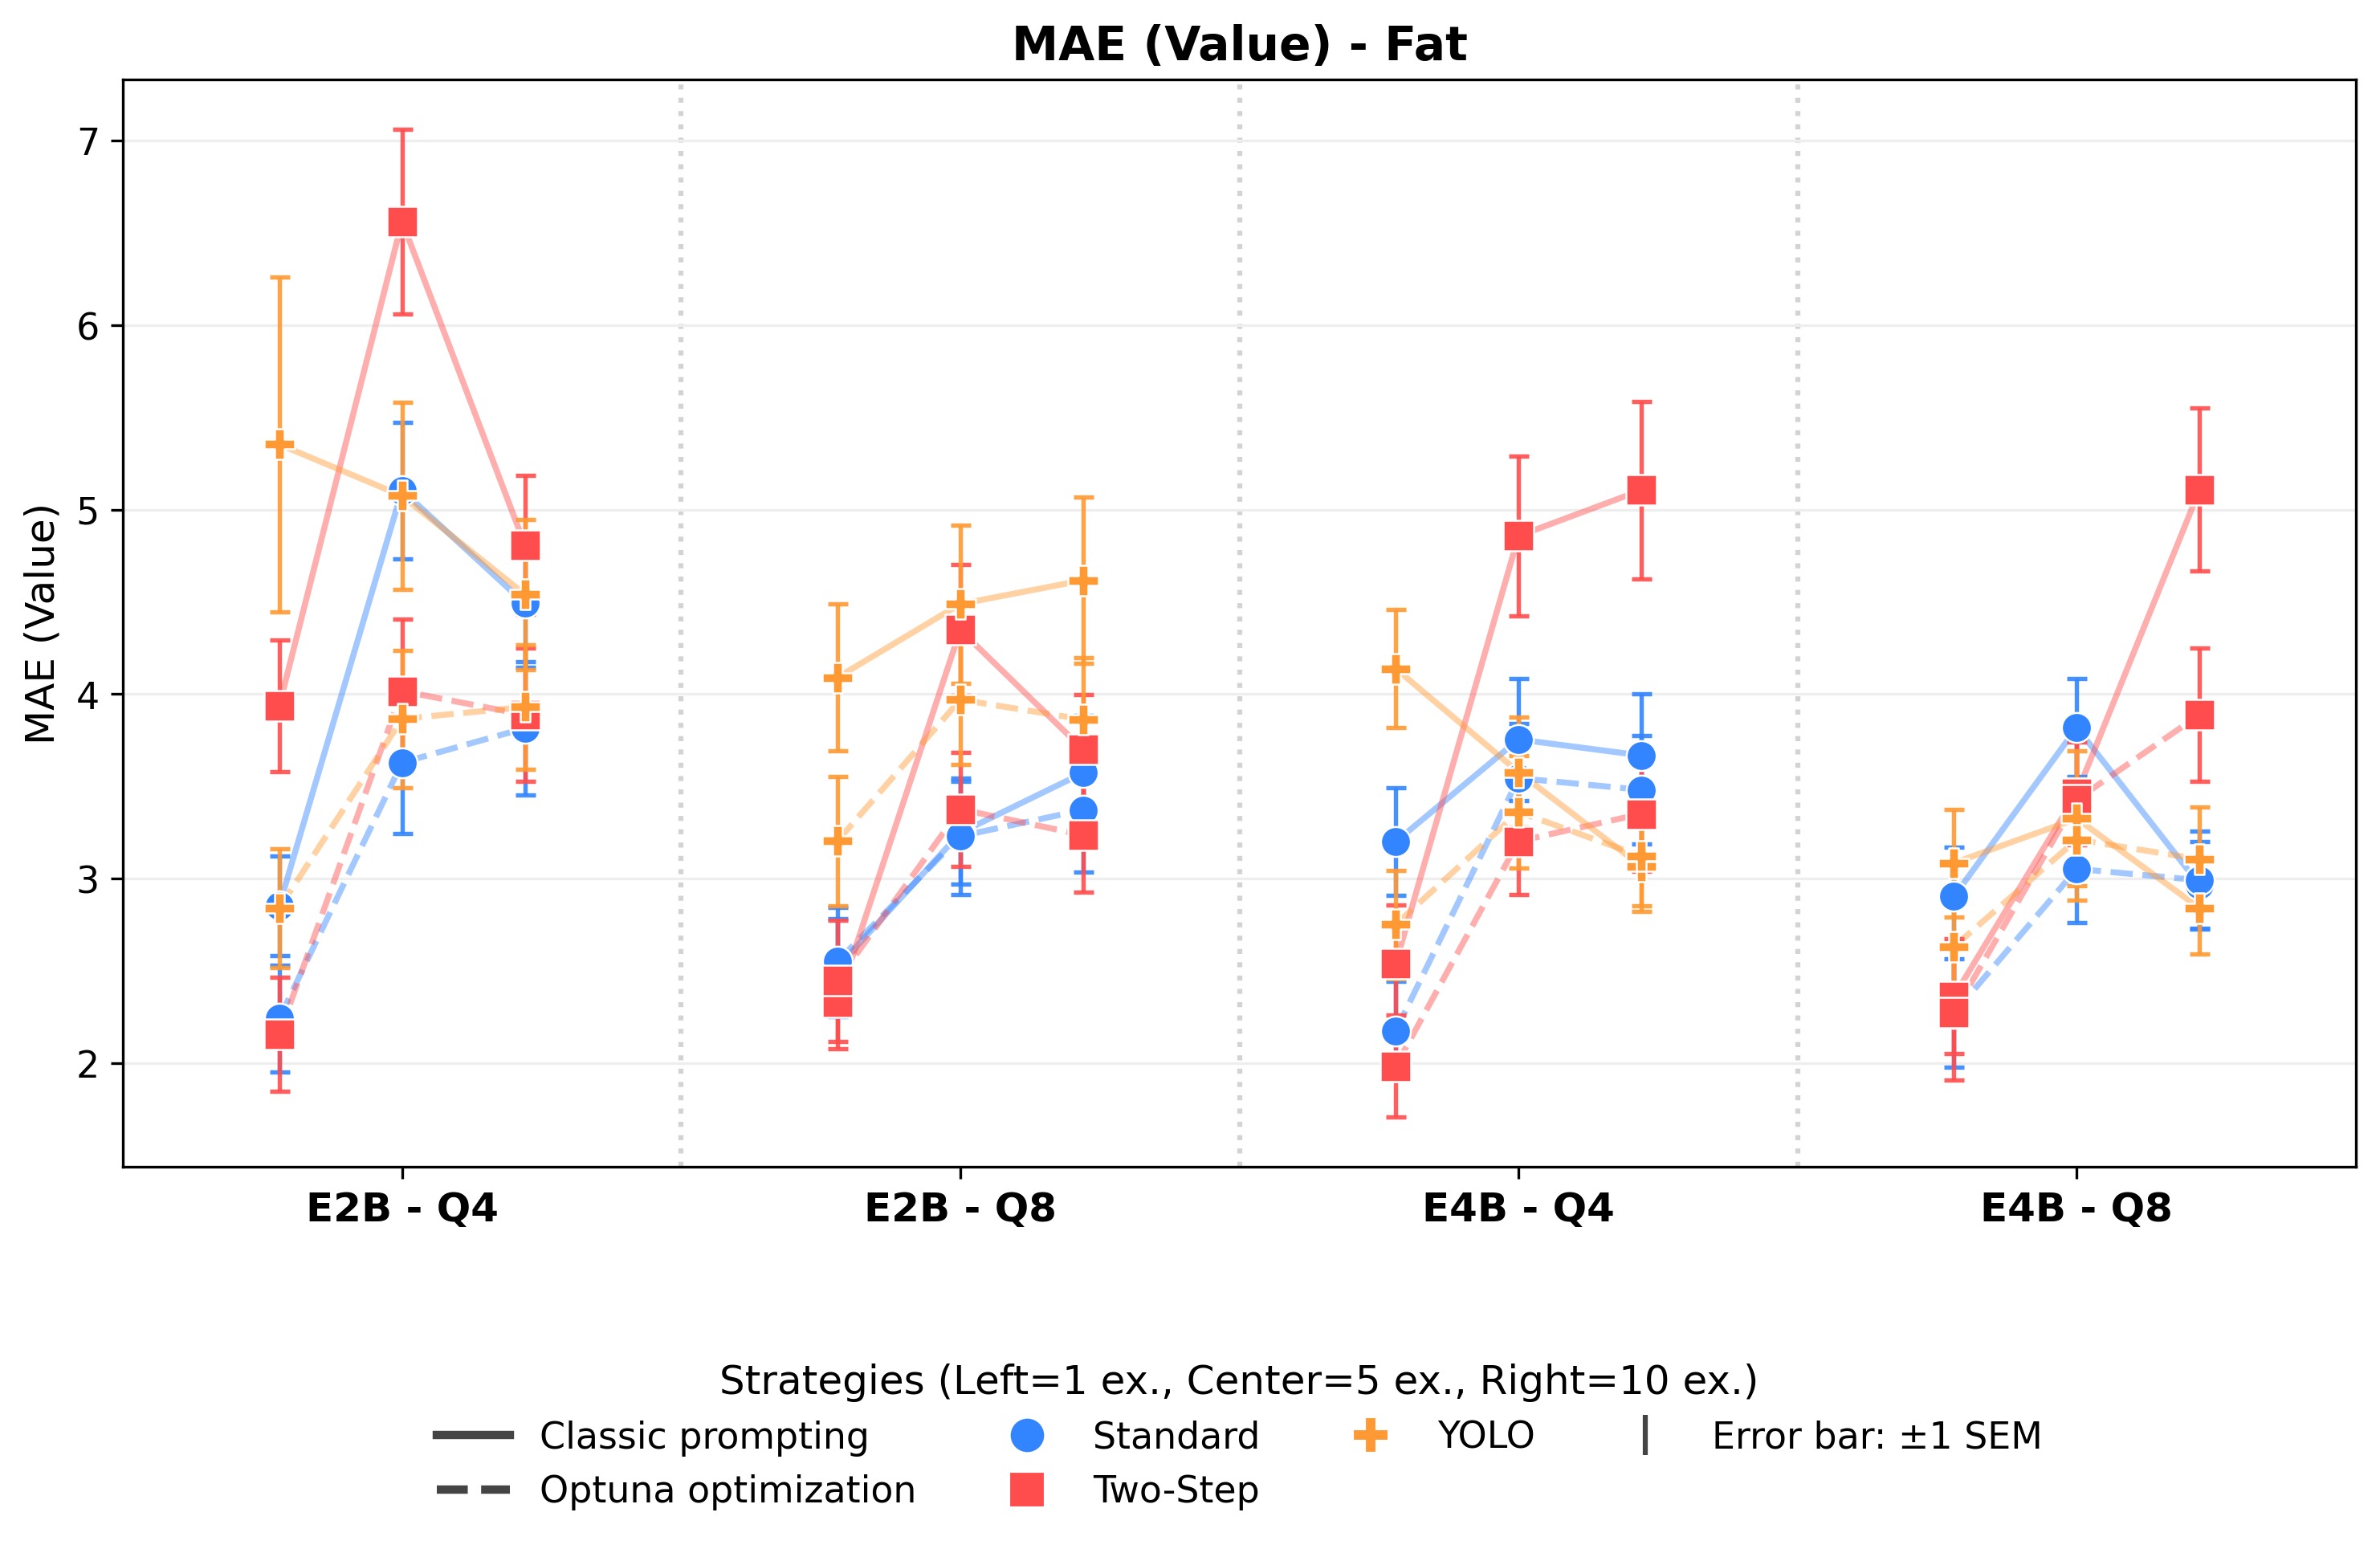 MAE (Value) - Fat
MAE (Value)
7
6
5
4
3
2
E2B - Q4
E2B - Q8
E4B - Q4
E4B - Q8
Strategies (Left=1 ex., Center=5 ex., Right=10 ex.)
Classic prompting
Optuna optimization
Standard
Two-Step
YOLO
Error bar: ±1 SEM